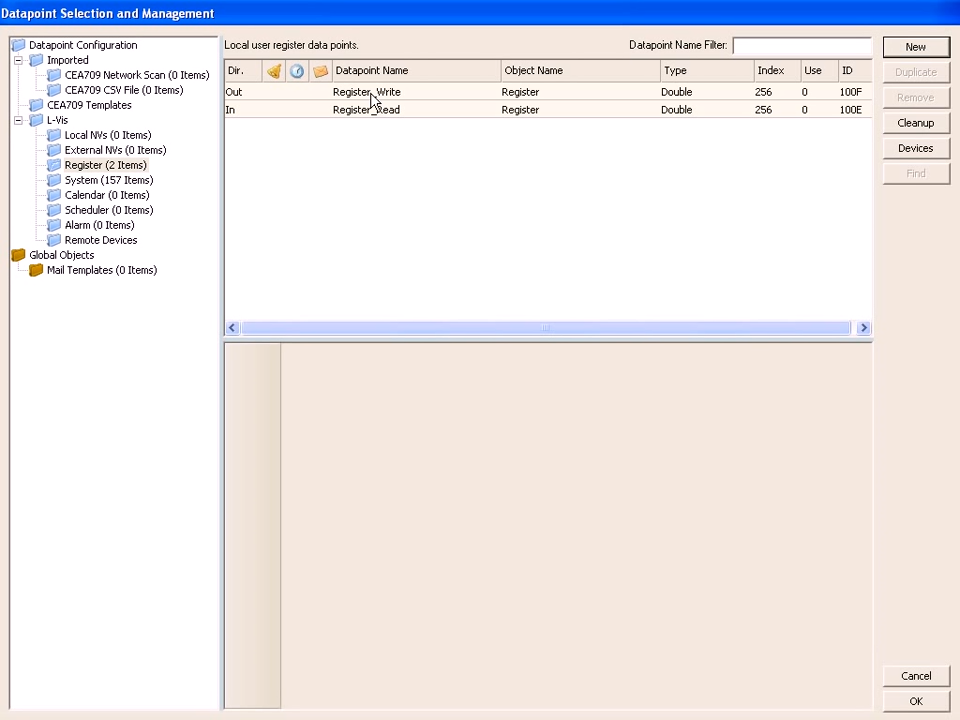 Datapoint Selection and Management
Datapoint Configuration
Imported
CEA709 Network Scan (0 Items)
CEA709 CSV File (0 Items)
CEA709 Templates
L-Vis
Local NVs (0 Items)
External NVs (0 Items)
Register (2 Items)
System (157 Items)
Calendar (0 Items)
Scheduler (0 Items)
Alarm (0 Items)
Remote Devices
Global Objects
Mail Templates (0 Items)
Local user register data points. Datapoint Name Filter:
Dir. Datapoint Name Object Name Type Index Use ID
Out Register_Write Register Double 256 0 100F
In Register_Read Register Double 256 0 100E
New
Duplicate
Remove
Cleanup
Devices
Find
Cancel
OK